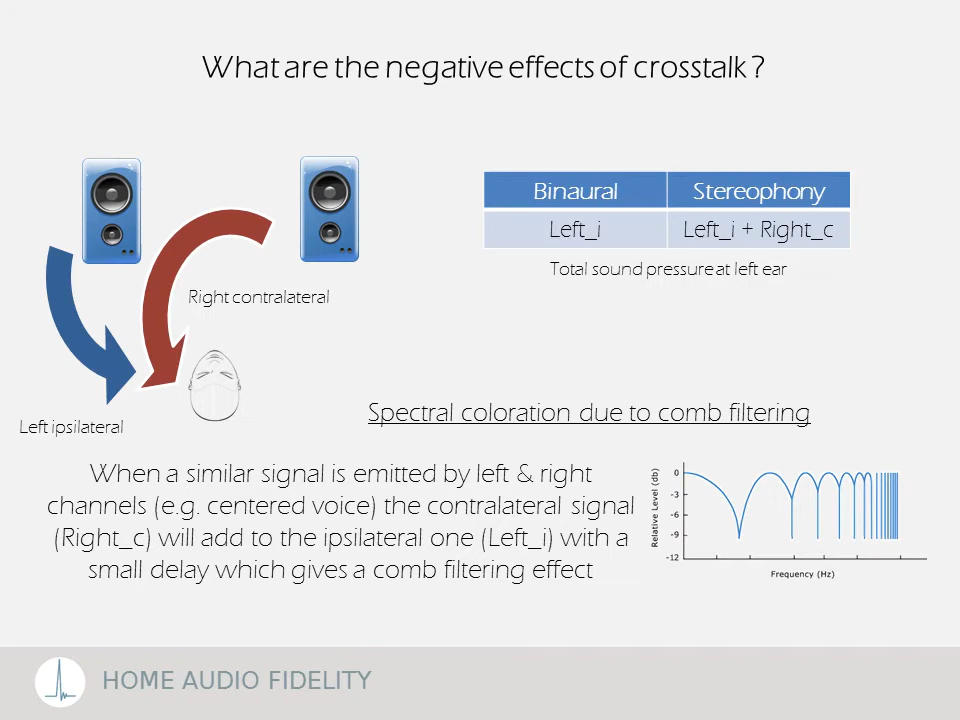 What are the negative effects of crosstalk ?
Binaural Stereophony
Left_i Left_i + Right_c
Total sound pressure at left ear
Right contralateral
Left ipsilateral
Spectral coloration due to comb filtering
When a similar signal is emitted by left & right
channels (e.g. centered voice) the contralateral signal
(Right_c) will add to the ipsilateral one (Left_i) with a
small delay which gives a comb filtering effect
Relative Level (db)
0
-3
-6
-9
-12
Frequency (Hz)
HOME AUDIO FIDELITY